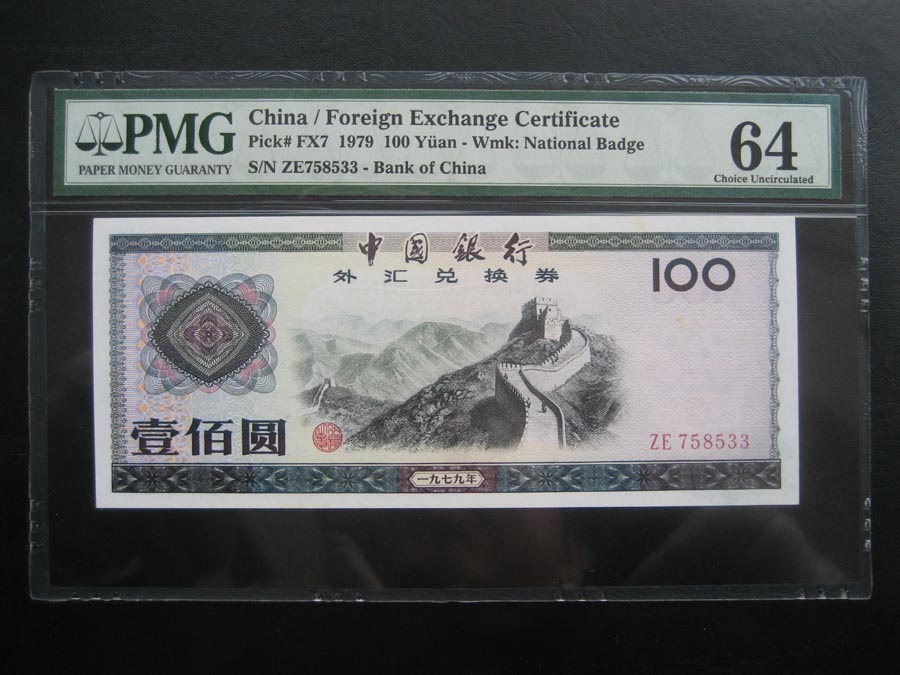 PMG
PAPER MONEY GUARANTY
China / Foreign Exchange Certificate
Pick# FX7 1979 100 Yüan - Wmk: National Badge
S/N ZE758533 - Bank of China
64
Choice Uncirculated
中国銀行
外汇兑换券
100
壹佰圆
ZE 758533
一九七九年